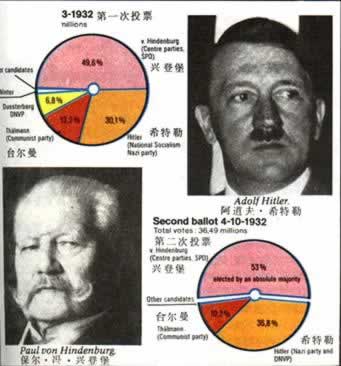 3-1932 第一次投票
millions
v. Hindenburg
(Centre parties,
SPD)
兴登堡
49,6%
candidates
Winter
Duesterberg
DNVP
6,8%
Thälmann
(Communist party)
台尔曼
30,1%
希特勒
Hitler
(National Socialism
Nazi party)
Adolf Hitler.
阿道夫·希特勒
Paul von Hindenburg.
保尔·冯·兴登堡
Second ballot 4-10-1932
Total votes: 36,49 millions
第二次投票
v. Hindenburg
(Centre parties, SPD)
兴登堡
53%
elected by an absolute majority
Other candidates
台尔曼
Thälmann
(Communist party)
10,2%
36,8%
希特勒
Hitler (Nazi party and
DNVP)